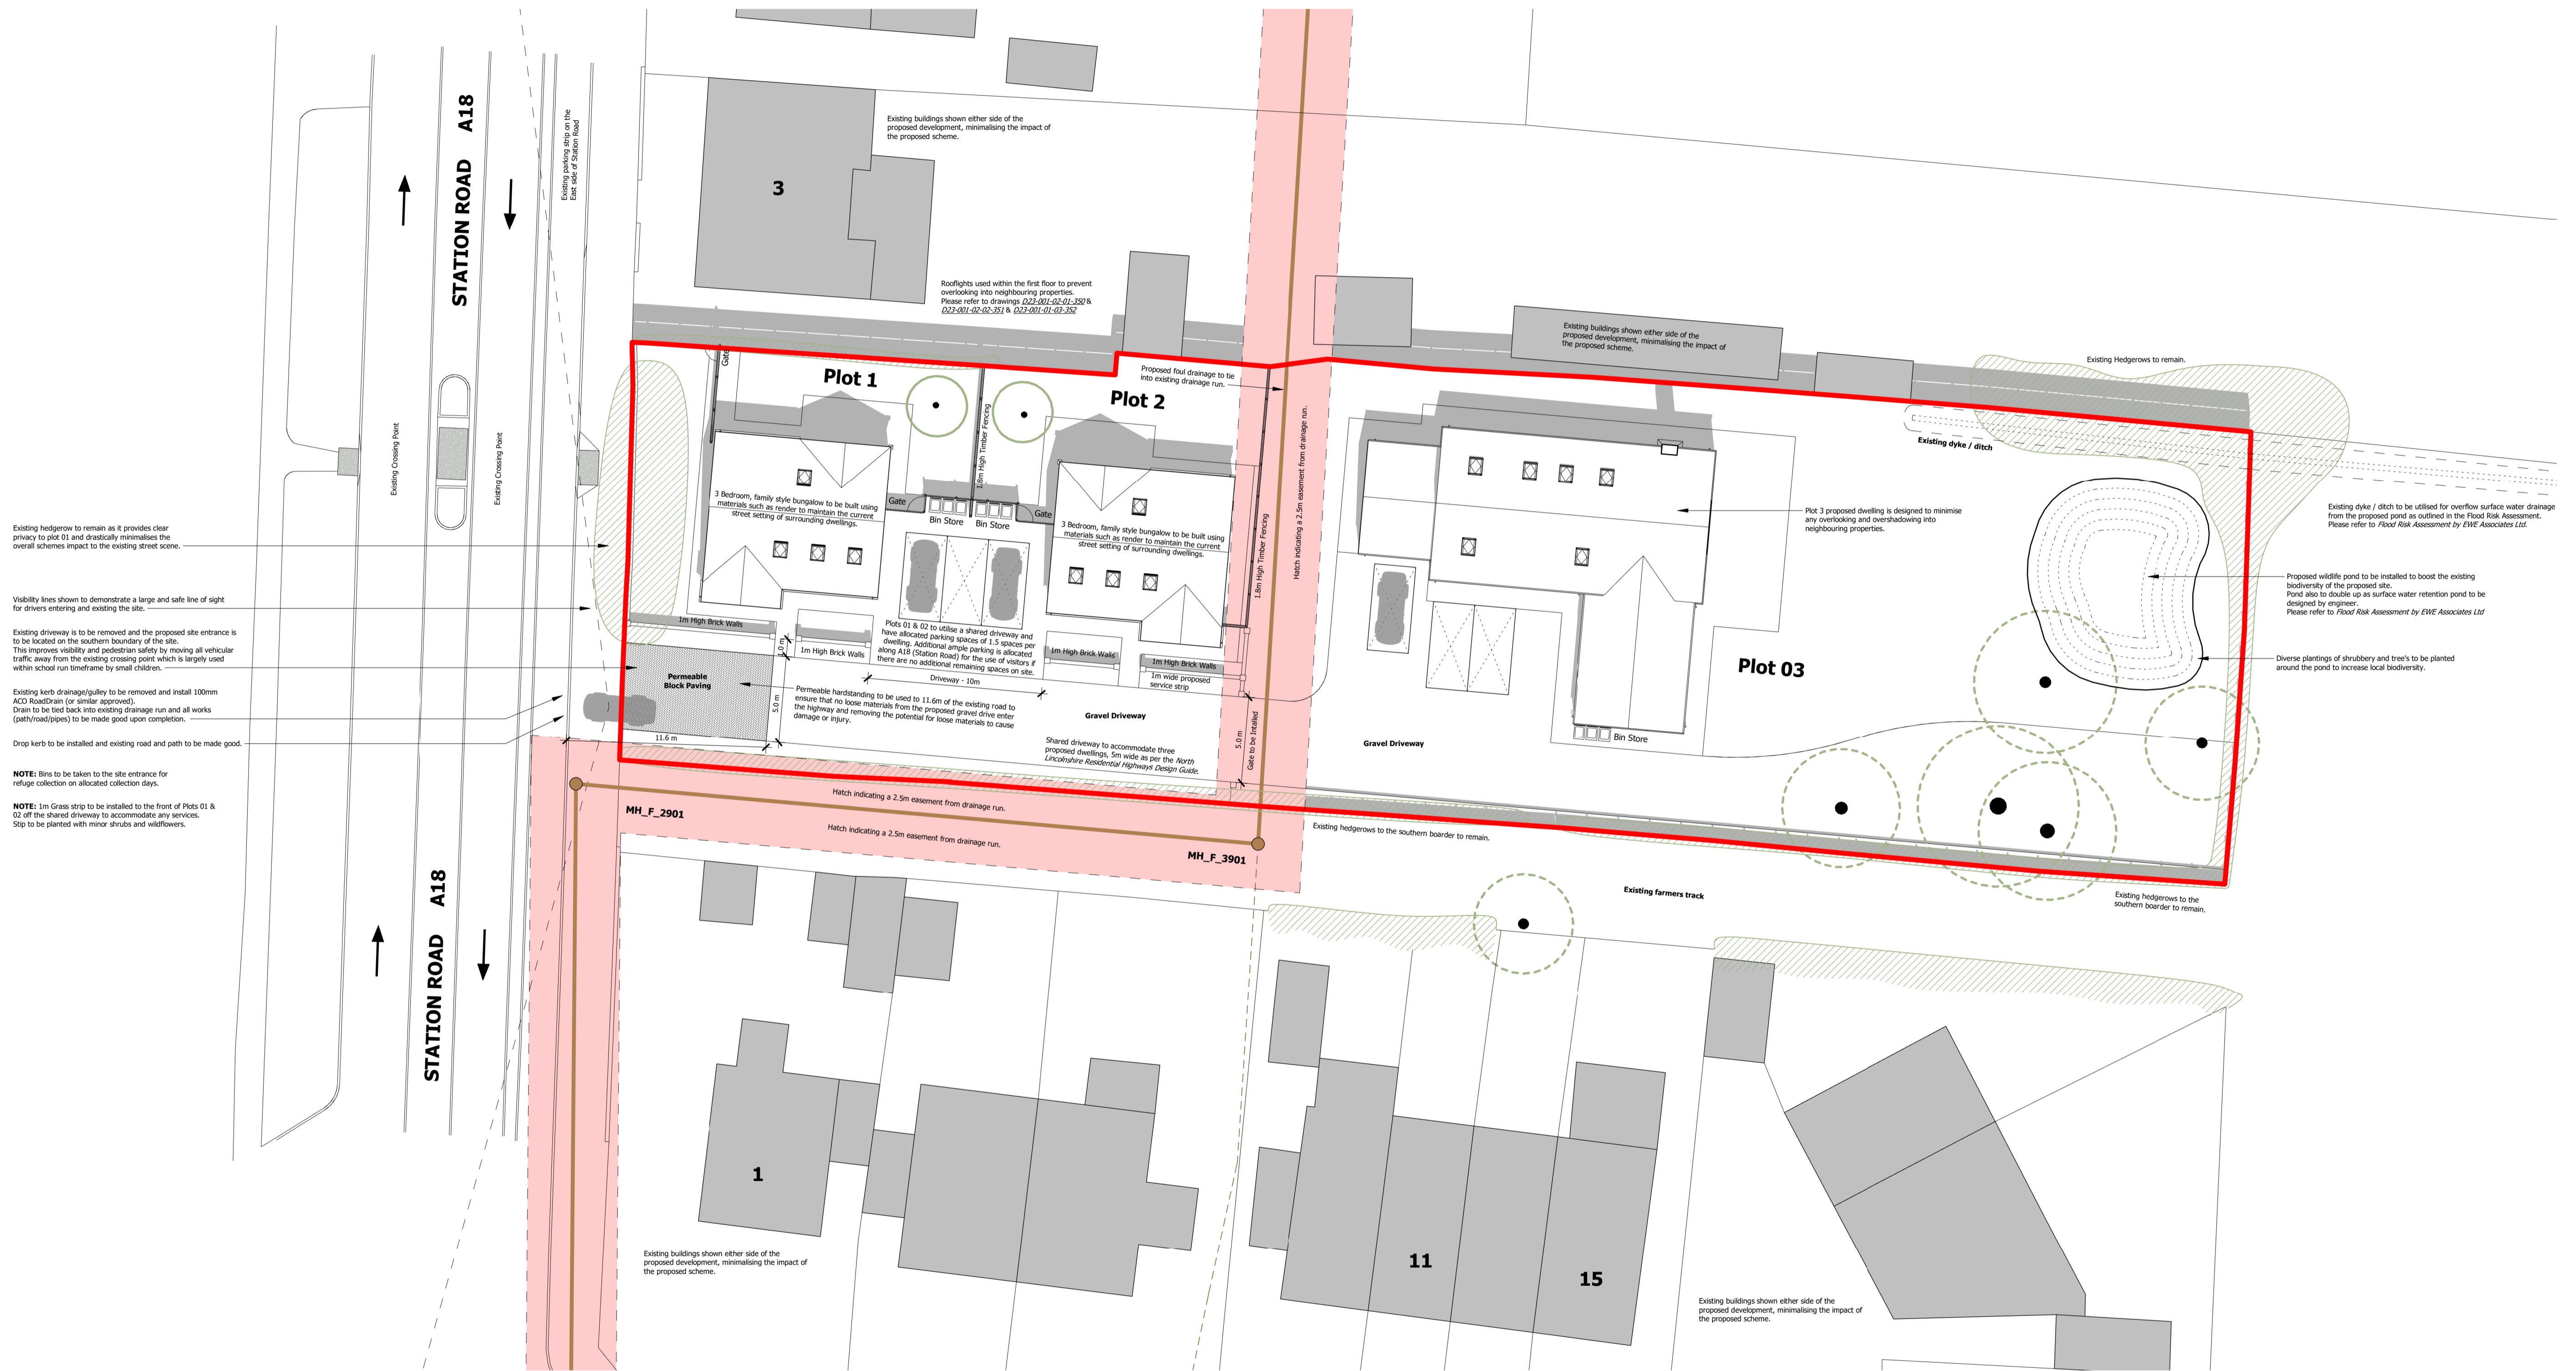 STATION ROAD    A18
Existing parking strip on the
East side of Station Road
Existing Crossing Point
Existing Crossing Point
STATION ROAD    A18
Existing hedgerow to remain as it provides clear
privacy to plot 01 and drastically minimalises the
overall schemes impact to the existing street scene.
Visibility lines shown to demonstrate a large and safe line of sight
for drivers entering and existing the site.
Existing driveway is to be removed and the proposed site entrance is
to be located on the southern boundary of the site.
This improves visibility and pedestrian safety by moving all vehicular
traffic away from the existing crossing point which is largely used
within school run timeframe by small children.
Existing kerb drainage/gulley to be removed and install 100mm
ACO RoadDrain (or similar approved).
Drain to be tied back into existing drainage run and all works
(path/road/pipes) to be made good upon completion.
Drop kerb to be installed and existing road and path to be made good.
NOTE: Bins to be taken to the site entrance for
refuge collection on allocated collection days.
NOTE: 1m Grass strip to be installed to the front of Plots 01 &
02 off the shared driveway to accommodate any services.
Stip to be planted with minor shrubs and wildflowers.
3
Existing buildings shown either side of the
proposed development, minimalising the impact of
the proposed scheme.
Rooflights used within the first floor to prevent
overlooking into neighbouring properties.
Please refer to drawings D23-001-02-01-350 &
D23-001-02-02-351 & D23-001-01-03-352
Gate
Plot 1
Plot 2
Proposed foul drainage to tie
into existing drainage run.
1.8m High Timber Fencing
3 Bedroom, family style bungalow to be built using
materials such as render to maintain the current
street setting of surrounding dwellings.
Gate
Bin Store
Bin Store
Gate
3 Bedroom, family style bungalow to be built using
materials such as render to maintain the current
street setting of surrounding dwellings.
1.8m High Timber Fencing
Hatch indicating a 2.5m easement from drainage run.
1m High Brick Walls
1.0 m
1m High Brick Walls
Plots 01 & 02 to utilise a shared driveway and
have allocated parking spaces of 1.5 spaces per
dwelling. Additional ample parking is allocated
along A18 (Station Road) for the use of visitors if
there are no additional remaining spaces on site.
1m High Brick Walls
1m High Brick Walls
1m wide proposed
service strip
Driveway - 10m
Permeable
Block Paving
5.0 m
11.6 m
Permeable hardstanding to be used to 11.6m of the existing road to
ensure that no loose materials from the proposed gravel drive enter
the highway and removing the potential for loose materials to cause
damage or injury.
Gravel Driveway
Shared driveway to accommodate three
proposed dwellings, 5m wide as per the North
Lincolnshire Residential Highways Design Guide.
5.0 m
Gate to be Intalled
Hatch indicating a 2.5m easement from drainage run.
MH_F_2901
Hatch indicating a 2.5m easement from drainage run.
MH_F_3901
Existing buildings shown either side of the
proposed development, minimalising the impact of
the proposed scheme.
Existing Hedgerows to remain.
Existing dyke / ditch
Existing dyke / ditch to be utilised for overflow surface water drainage
from the proposed pond as outlined in the Flood Risk Assessment.
Please refer to Flood Risk Assessment by EWE Associates Ltd.
Plot 3 proposed dwelling is designed to minimise
any overlooking and overshadowing into
neighbouring properties.
Proposed wildlife pond to be installed to boost the existing
biodiversity of the proposed site.
Pond also to double up as surface water retention pond to be
designed by engineer.
Please refer to Flood Risk Assessment by EWE Associates Ltd
Diverse plantings of shrubbery and tree's to be planted
around the pond to increase local biodiversity.
Plot 03
Bin Store
Gravel Driveway
Existing hedgerows to the southern boarder to remain.
Existing farmers track
Existing hedgerows to the
southern boarder to remain.
1
Existing buildings shown either side of the
proposed development, minimalising the impact of
the proposed scheme.
11
15
Existing buildings shown either side of the
proposed development, minimalising the impact of
the proposed scheme.